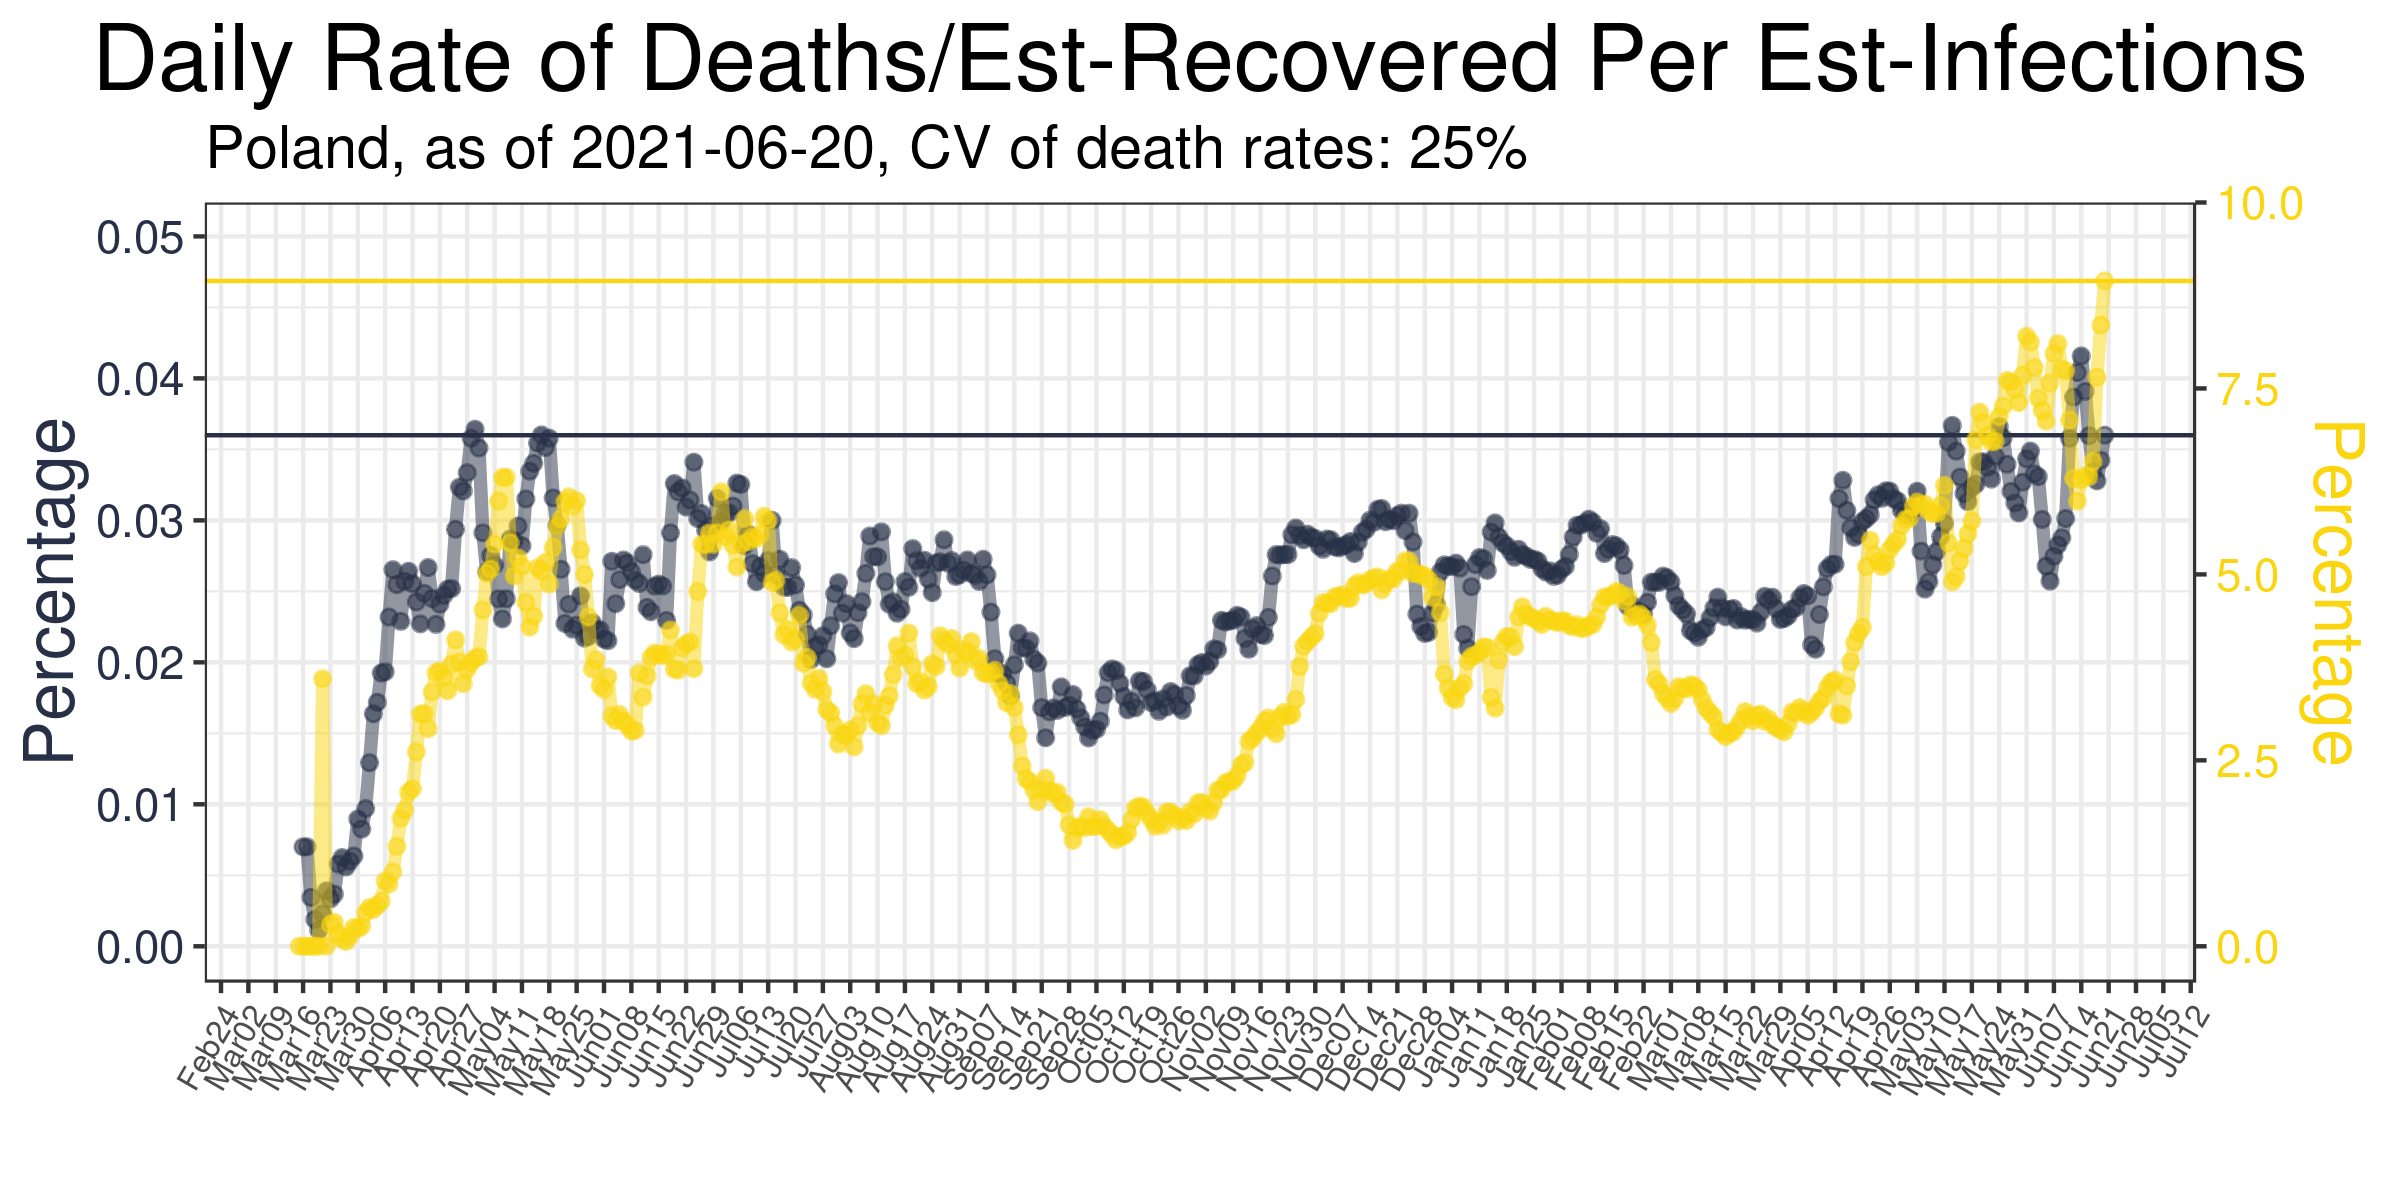 Daily Rate of Deaths/Est-Recovered Per Est-Infections
Poland, as of 2021-06-20, CV of death rates: 25%
Percentage
0.05
0.04
0.03
0.02
0.01
0.00
10.0
7.5
5.0
2.5
0.0
Percentage
Feb24
Mar02
Mar09
Mar16
Mar23
Mar30
Apr06
Apr13
Apr20
Apr27
May04
May11
May18
May25
Jun01
Jun08
Jun15
Jun22
Jun29
Jul06
Jul13
Jul20
Jul27
Aug03
Aug10
Aug17
Aug24
Aug31
Sep07
Sep14
Sep21
Sep28
Oct05
Oct12
Oct19
Oct26
Nov02
Nov09
Nov16
Nov23
Nov30
Dec07
Dec14
Dec21
Dec28
Jan04
Jan11
Jan18
Jan25
Feb01
Feb08
Feb15
Feb22
Mar01
Mar08
Mar15
Mar22
Mar29
Apr05
Apr12
Apr19
Apr26
May03
May10
May17
May24
May31
Jun07
Jun14
Jun21
Jun28
Jul05
Jul12